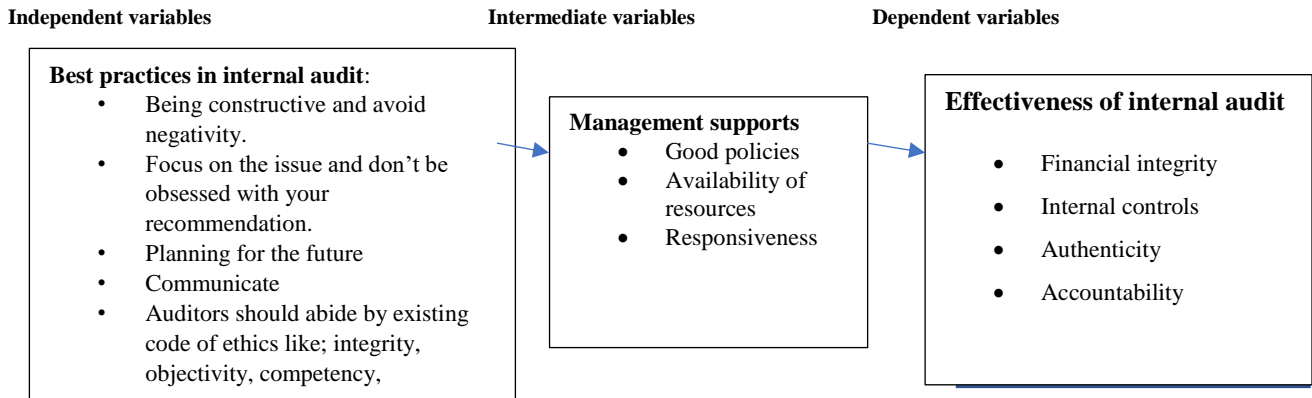 Independent variables
Intermediate variables
Dependent variables
Best practices in internal audit:
• Being constructive and avoid
negativity.
• Focus on the issue and don’t be
obsessed with your
recommendation.
• Planning for the future
• Communicate
• Auditors should abide by existing
code of ethics like; integrity,
objectivity, competency,
Management supports
• Good policies
• Availability of
resources
• Responsiveness
Effectiveness of internal audit
• Financial integrity
• Internal controls
• Authenticity
• Accountability